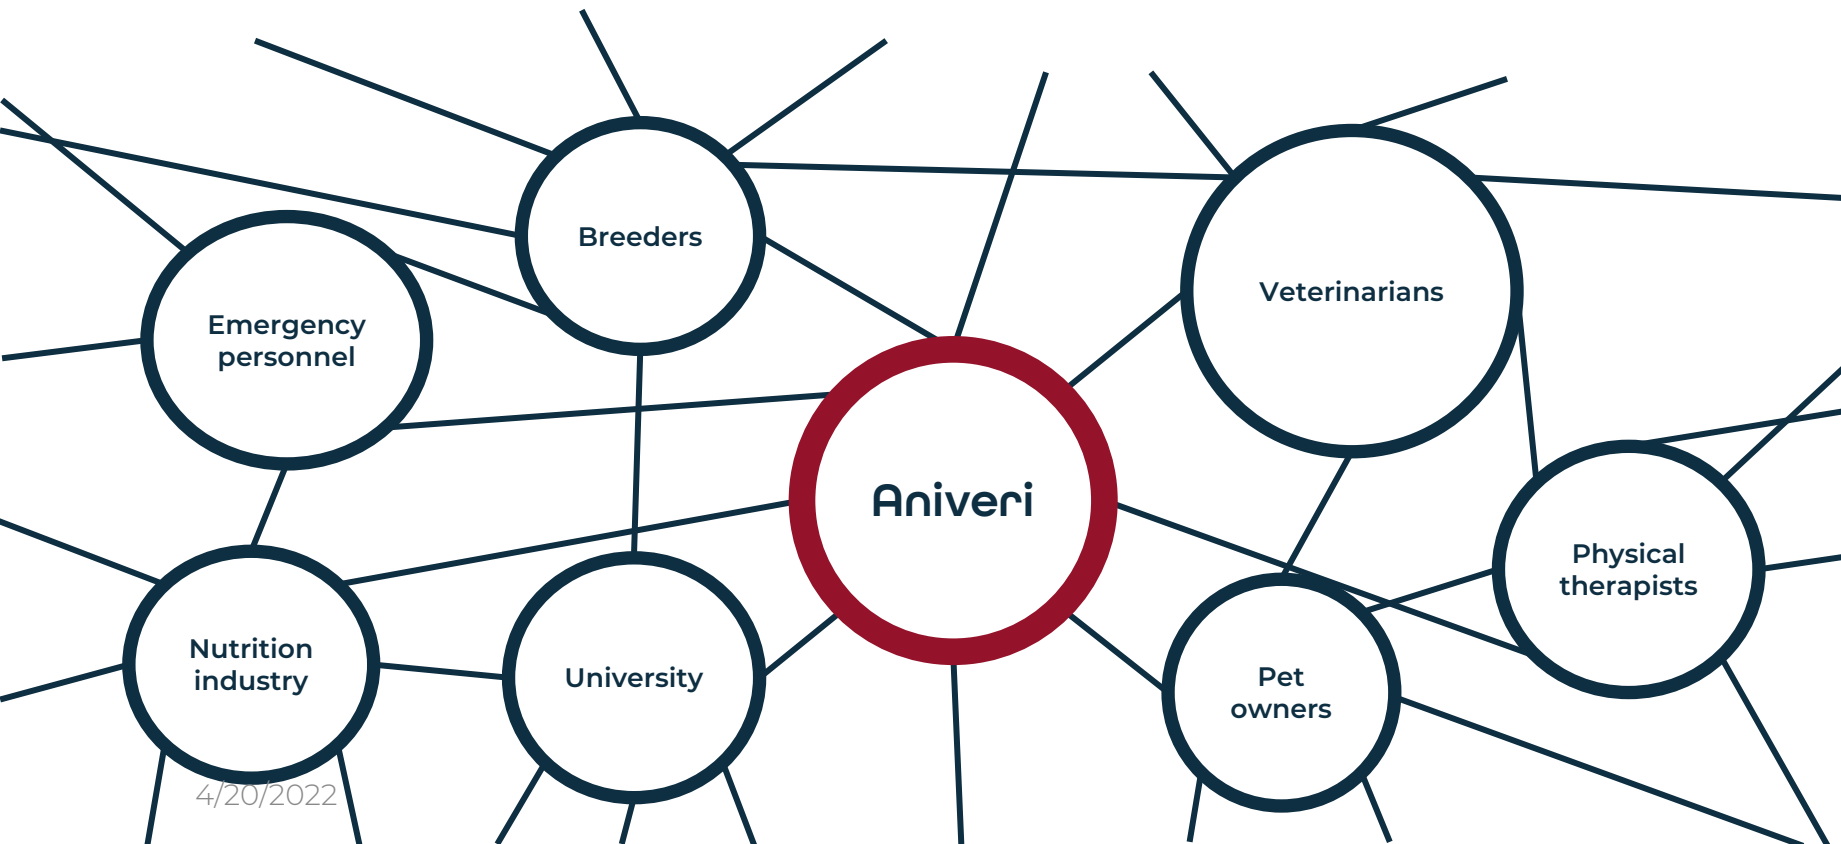 Breeders
Veterinarians
Emergency
personnel
Aniveri
Physical
therapists
Nutrition
industry
University
Pet
owners
4/20/2022